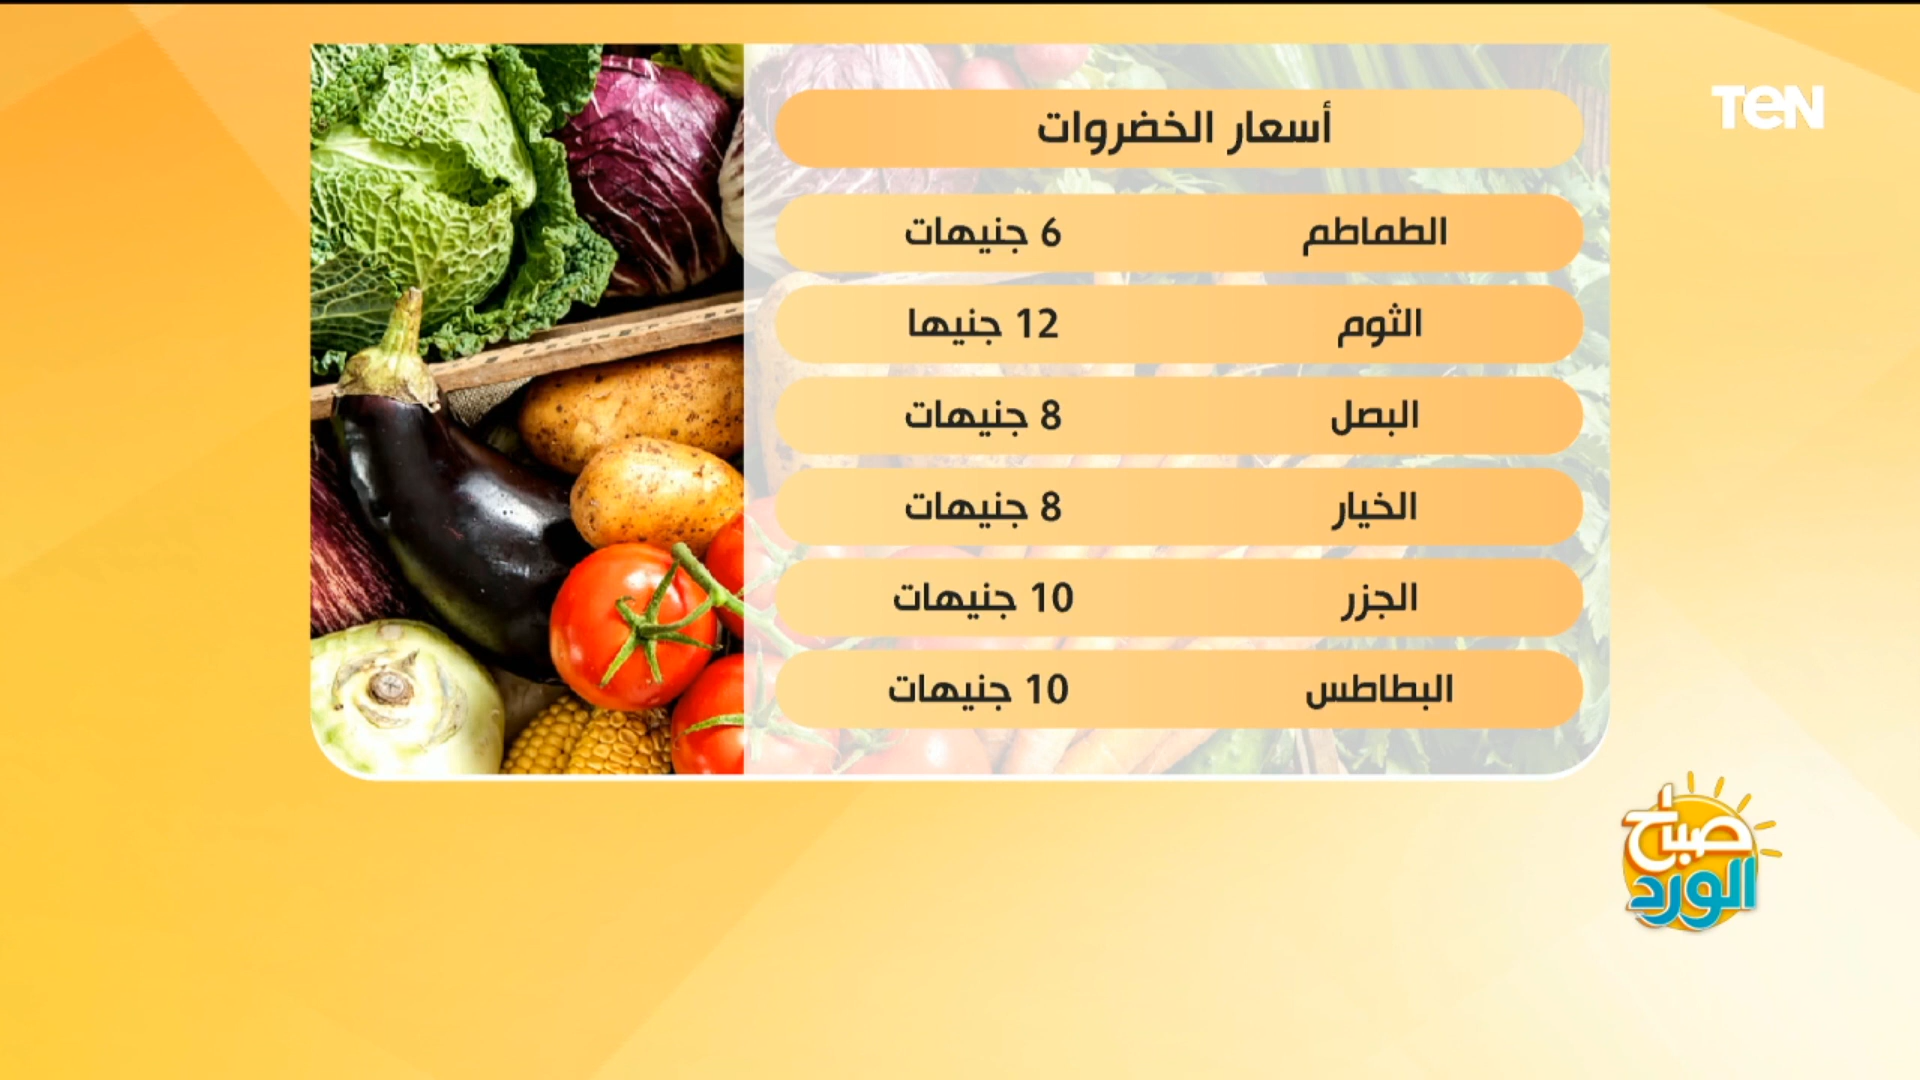 TEN
أسعار الخضروات
الطماطم 6 جنيهات
الثوم 12 جنيها
البصل 8 جنيهات
الخيار 8 جنيهات
الجزر 10 جنيهات
البطاطس 10 جنيهات
صباح
الورد